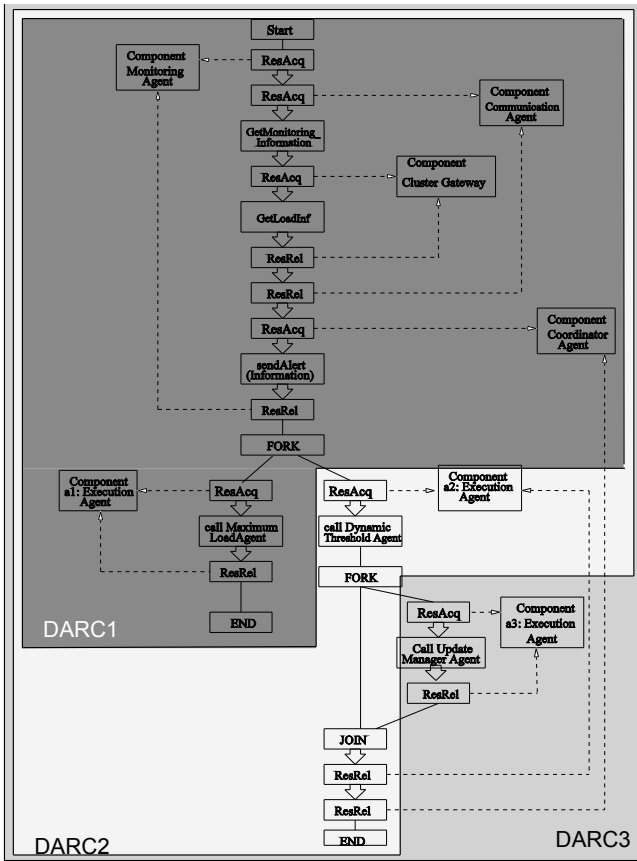 Start
Component
Monitoring
Agent
ResAcq
ResAcq
Component
Communication
Agent
GetMonitoring_
Information
ResAcq
Component
Cluster Gateway
GetLoadInf
ResRel
ResRel
ResAcq
Component
Coordinator
Agent
sendAlert
(Information)
ResRel
FORK
Component
a1: Execution
Agent
ResAcq
ResAcq
Component
a2: Execution
Agent
call Maximum
LoadAgent
call Dynamic
Threshold Agent
ResRel
FORK
END
DARC1
ResAcq
Component
a3: Execution
Agent
Call Update
Manager Agent
ResRel
JOIN
ResRel
ResRel
END
DARC2
DARC3